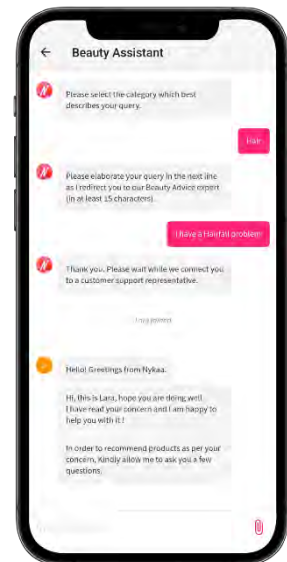 Beauty Assistant
Please select the category which best
describes your query.
Hair
Please elaborate your query in the next line
as I redirect you to our Beauty Advice expert
(in at least 15 characters).
I have a Hairfall problem
Thank you. Please wait while we connect you
to a customer support representative.
joined
Hello! Greetings from Nykaa.
Hi, this is Lara, hope you are doing well
I have read your concern and I am happy to
help you with it !
In order to recommend products as per your
concern, Kindly allow me to ask you a few
questions.